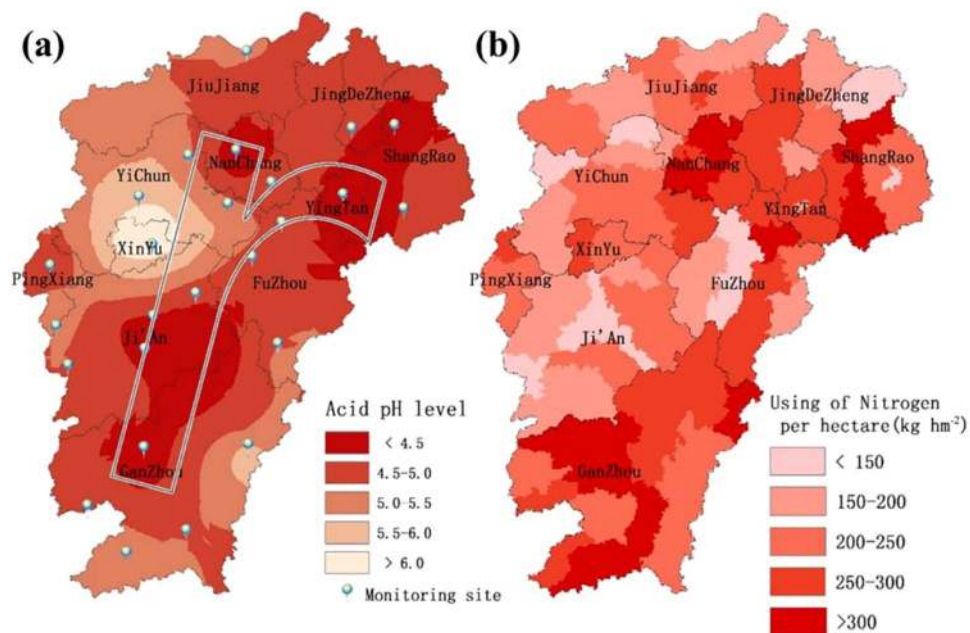 (a)
JiuJiang
JingDeZheng
NanChang
ShangRao
YiChun
YingTan
XinYu
PingXiang
FuZhou
Ji'An
GanZhou
Acid pH level
< 4.5
4.5-5.0
5.0-5.5
5.5-6.0
> 6.0
Monitoring site
(b)
JiuJiang
JingDeZheng
NanChang
ShangRao
YiChun
YingTan
XinYu
PingXiang
FuZhou
Ji'An
GanZhou
Using of Nitrogen
per hectare(kg hm⁻²)
< 150
150-200
200-250
250-300
>300